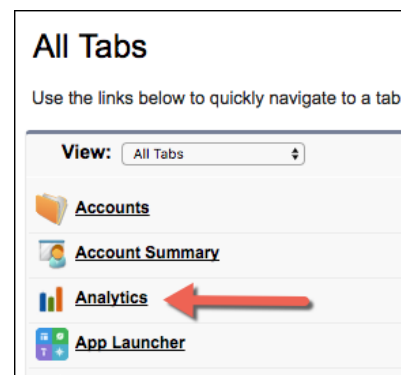 All Tabs
Use the links below to quickly navigate to a tab
View: All Tabs
Accounts
Account Summary
Analytics
App Launcher